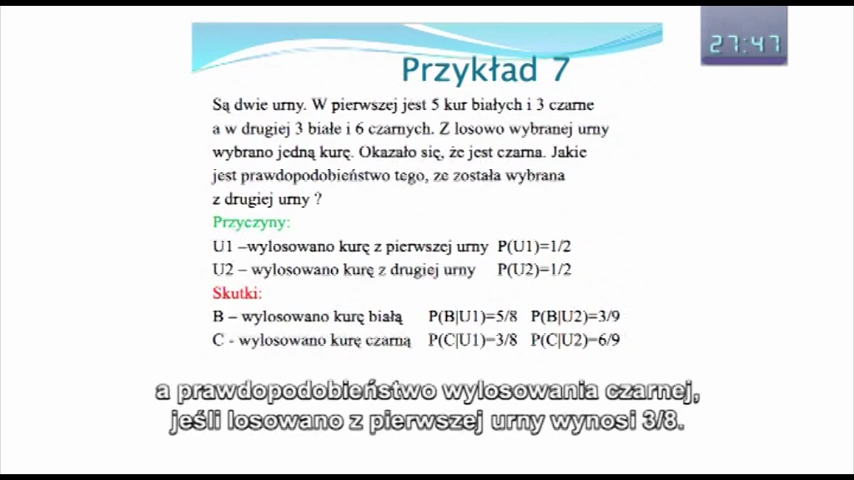 27:47
Przykład 7
Są dwie urny. W pierwszej jest 5 kur białych i 3 czarne
a w drugiej 3 białe i 6 czarnych. Z losowo wybranej urny
wybrano jedną kurę. Okazało się, że jest czarna. Jakie
jest prawdopodobieństwo tego, ze została wybrana
z drugiej urny ?
Przyczyny:
U1 –wylosowano kurę z pierwszej urny P(U1)=1/2
U2 – wylosowano kurę z drugiej urny P(U2)=1/2
Skutki:
B – wylosowano kurę białą P(B|U1)=5/8 P(B|U2)=3/9
C - wylosowano kurę czarną P(C|U1)=3/8 P(C|U2)=6/9
a prawdopodobieństwo wylosowania czarnej,
jeśli losowano z pierwszej urny wynosi 3/8.